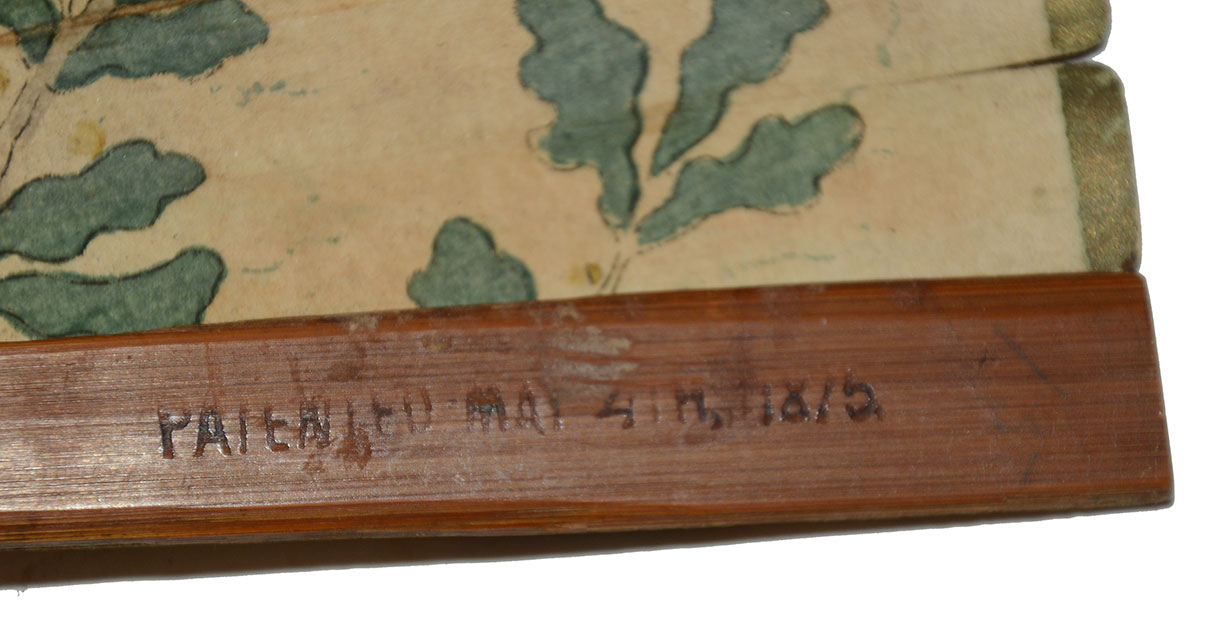 PATENTED MAY 4TH, 1875.